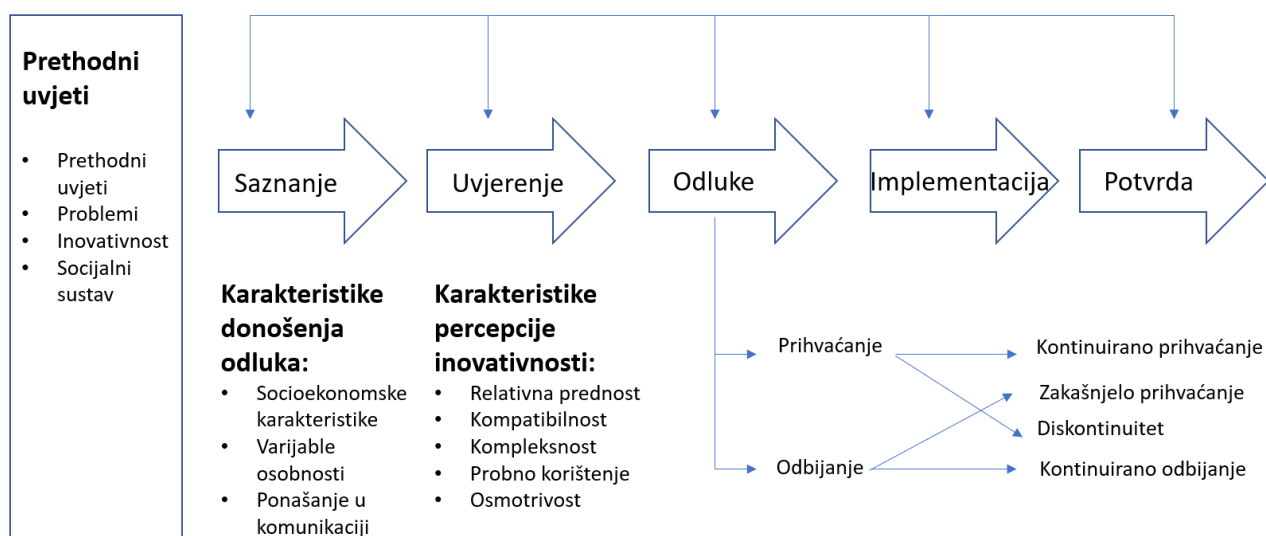 Prethodni
uvjeti
• Prethodni
uvjeti
• Problemi
• Inovativnost
• Socijalni
sustav
Saznanje
Uvjerenje
Odluke
Implementacija
Potvrda
Karakteristike
donošenja
odluka:
• Socioekonomske
karakteristike
• Varijable
osobnosti
• Ponašanje u
komunikaciji
Karakteristike
percepcije
inovativnosti:
• Relativna prednost
• Kompatibilnost
• Kompleksnost
• Probno korištenje
• Osmotrivost
Prihvaćanje
Odbijanje
Kontinuirano prihvaćanje
Zakašnjelo prihvaćanje
Diskontinuitet
Kontinuirano odbijanje